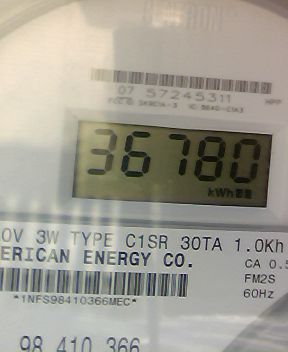 07 57245311
HPP
36780
kWh
0V 3W TYPE C1SR 30TA 1.0Kh
ERICAN ENERGY CO.
CA 0.5
FM2S
*1NFS98410366MEC*
60Hz
98 410 366